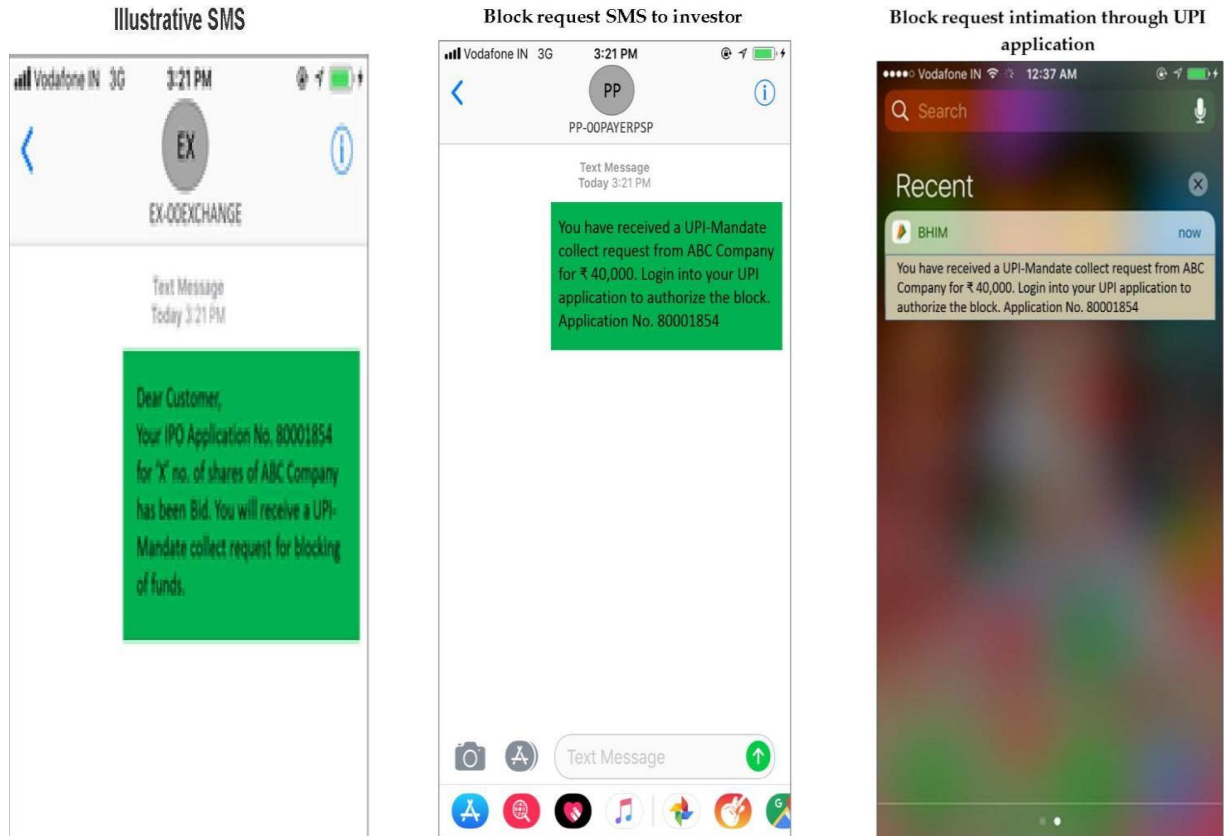 Illustrative SMS
Vodafone IN 3G 3:21 PM
EX
EX-00EXCHANGE
Text Message
Today 3:21 PM
Dear Customer,
Your IPO Application No. 80001854
for "X" no. of shares of ABC Company
has been Bid. You will receive a UPI-
Mandate collect request for blocking
of funds.
Block request SMS to investor
Vodafone IN 3G 3:21 PM
PP
PP-00PAYERPSP
Text Message
Today 3:21 PM
You have received a UPI-Mandate
collect request from ABC Company
for ₹ 40,000. Login into your UPI
application to authorize the block.
Application No. 80001854
Text Message
Block request intimation through UPI
application
Vodafone IN 12:37 AM
Search
Recent
BHIM now
You have received a UPI-Mandate collect request from ABC
Company for ₹ 40,000. Login into your UPI application to
authorize the block. Application No. 80001854